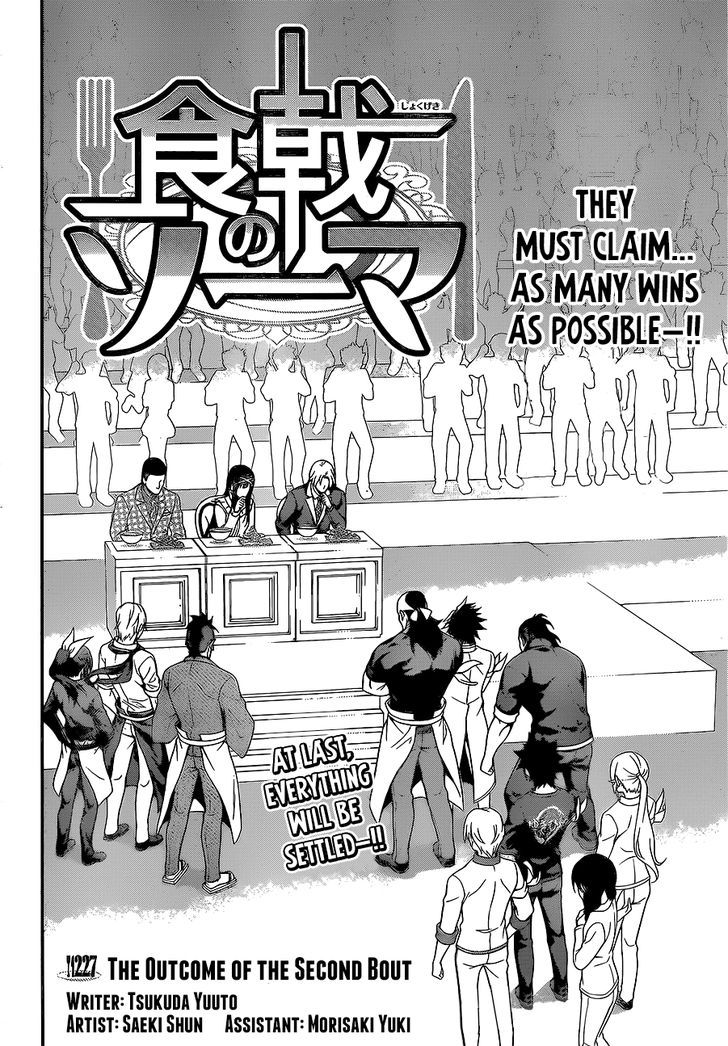 しょくげき
食戟
の
ソーマ
THEY
MUST CLAIM...
AS MANY WINS
AS POSSIBLE—!!
AT LAST,
EVERYTHING
WILL BE
SETTLED—!!
227 THE OUTCOME OF THE SECOND BOUT
WRITER: TSUKUDA YUUTO
ARTIST: SAEKI SHUN ASSISTANT: MORISAKI YUKI